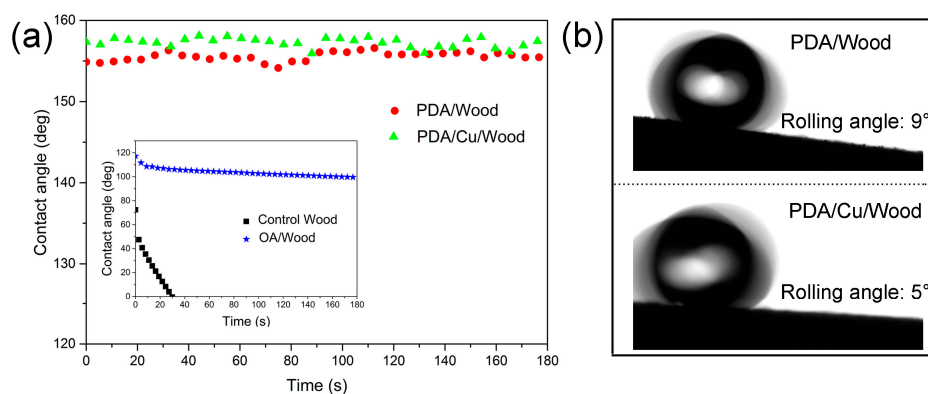 (a)
160
150
140
130
120
Contact angle (deg)
0 20 40 60 80 100 120 140 160 180
Time (s)
PDA/Wood
PDA/Cu/Wood
120
100
80
60
40
20
0
Contact angle (deg)
0 20 40 60 80 100 120 140 160 180
Time (s)
Control Wood
OA/Wood
(b)
PDA/Wood
Rolling angle: 9°
PDA/Cu/Wood
Rolling angle: 5°